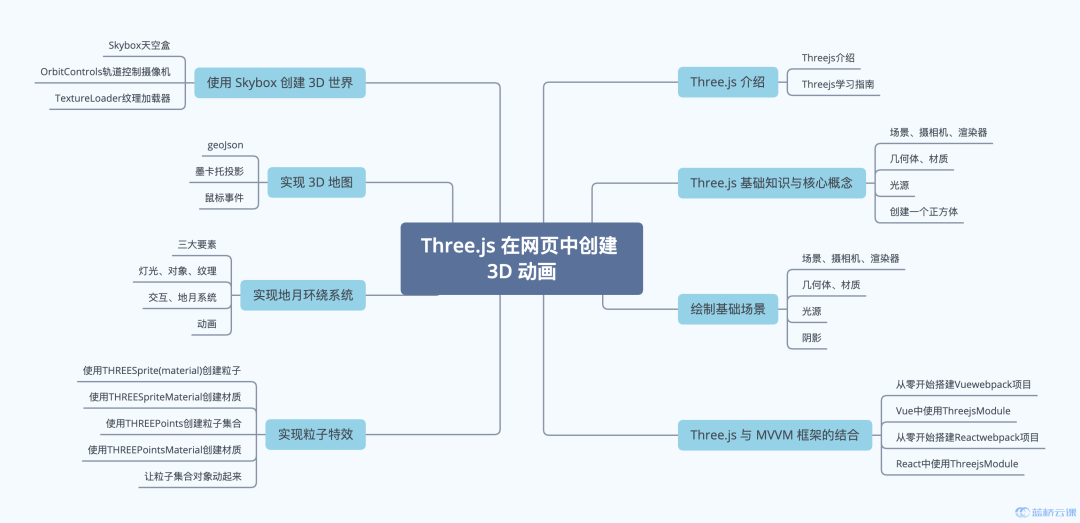 Three.js 在网页中创建
3D 动画
Three.js 介绍
Threejs介绍
Threejs学习指南
Three.js 基础知识与核心概念
场景、摄相机、渲染器
几何体、材质
光源
创建一个正方体
绘制基础场景
场景、摄相机、渲染器
几何体、材质
光源
阴影
Three.js 与 MVVM 框架的结合
从零开始搭建Vuewebpack项目
Vue中使用ThreejsModule
从零开始搭建Reactwebpack项目
React中使用ThreejsModule
使用 Skybox 创建 3D 世界
Skybox天空盒
OrbitControls轨道控制摄像机
TextureLoader纹理加载器
实现 3D 地图
geoJson
墨卡托投影
鼠标事件
实现地月环绕系统
三大要素
灯光、对象、纹理
交互、地月系统
动画
实现粒子特效
使用THREESprite(material)创建粒子
使用THREESpriteMaterial创建材质
使用THREEPoints创建粒子集合
使用THREEPointsMaterial创建材质
让粒子集合对象动起来
蓝桥云课